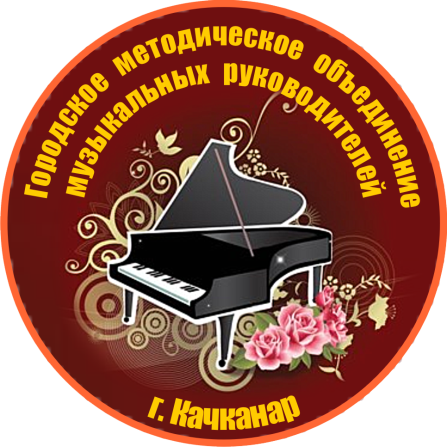 Городское методическое объединение
музыкальных руководителей
г. Качканар